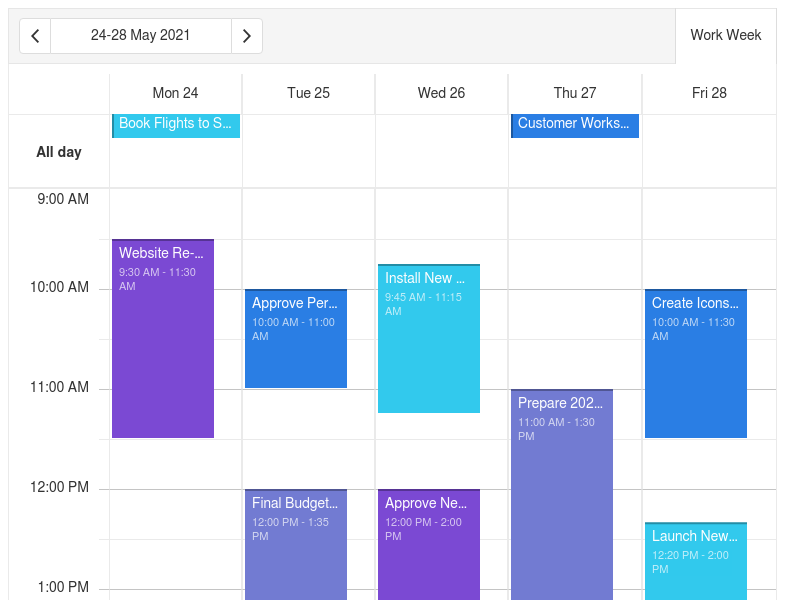 24-28 May 2021
Work Week
Mon 24
Tue 25
Wed 26
Thu 27
Fri 28
All day
Book Flights to S...
Customer Works...
9:00 AM
10:00 AM
11:00 AM
12:00 PM
1:00 PM
Website Re-...
9:30 AM - 11:30
AM
Approve Per...
10:00 AM - 11:00
AM
Final Budget...
12:00 PM - 1:35
PM
Install New ...
9:45 AM - 11:15
AM
Approve Ne...
12:00 PM - 2:00
PM
Prepare 202...
11:00 AM - 1:30
PM
Create Icons...
10:00 AM - 11:30
AM
Launch New...
12:20 PM - 2:00
PM